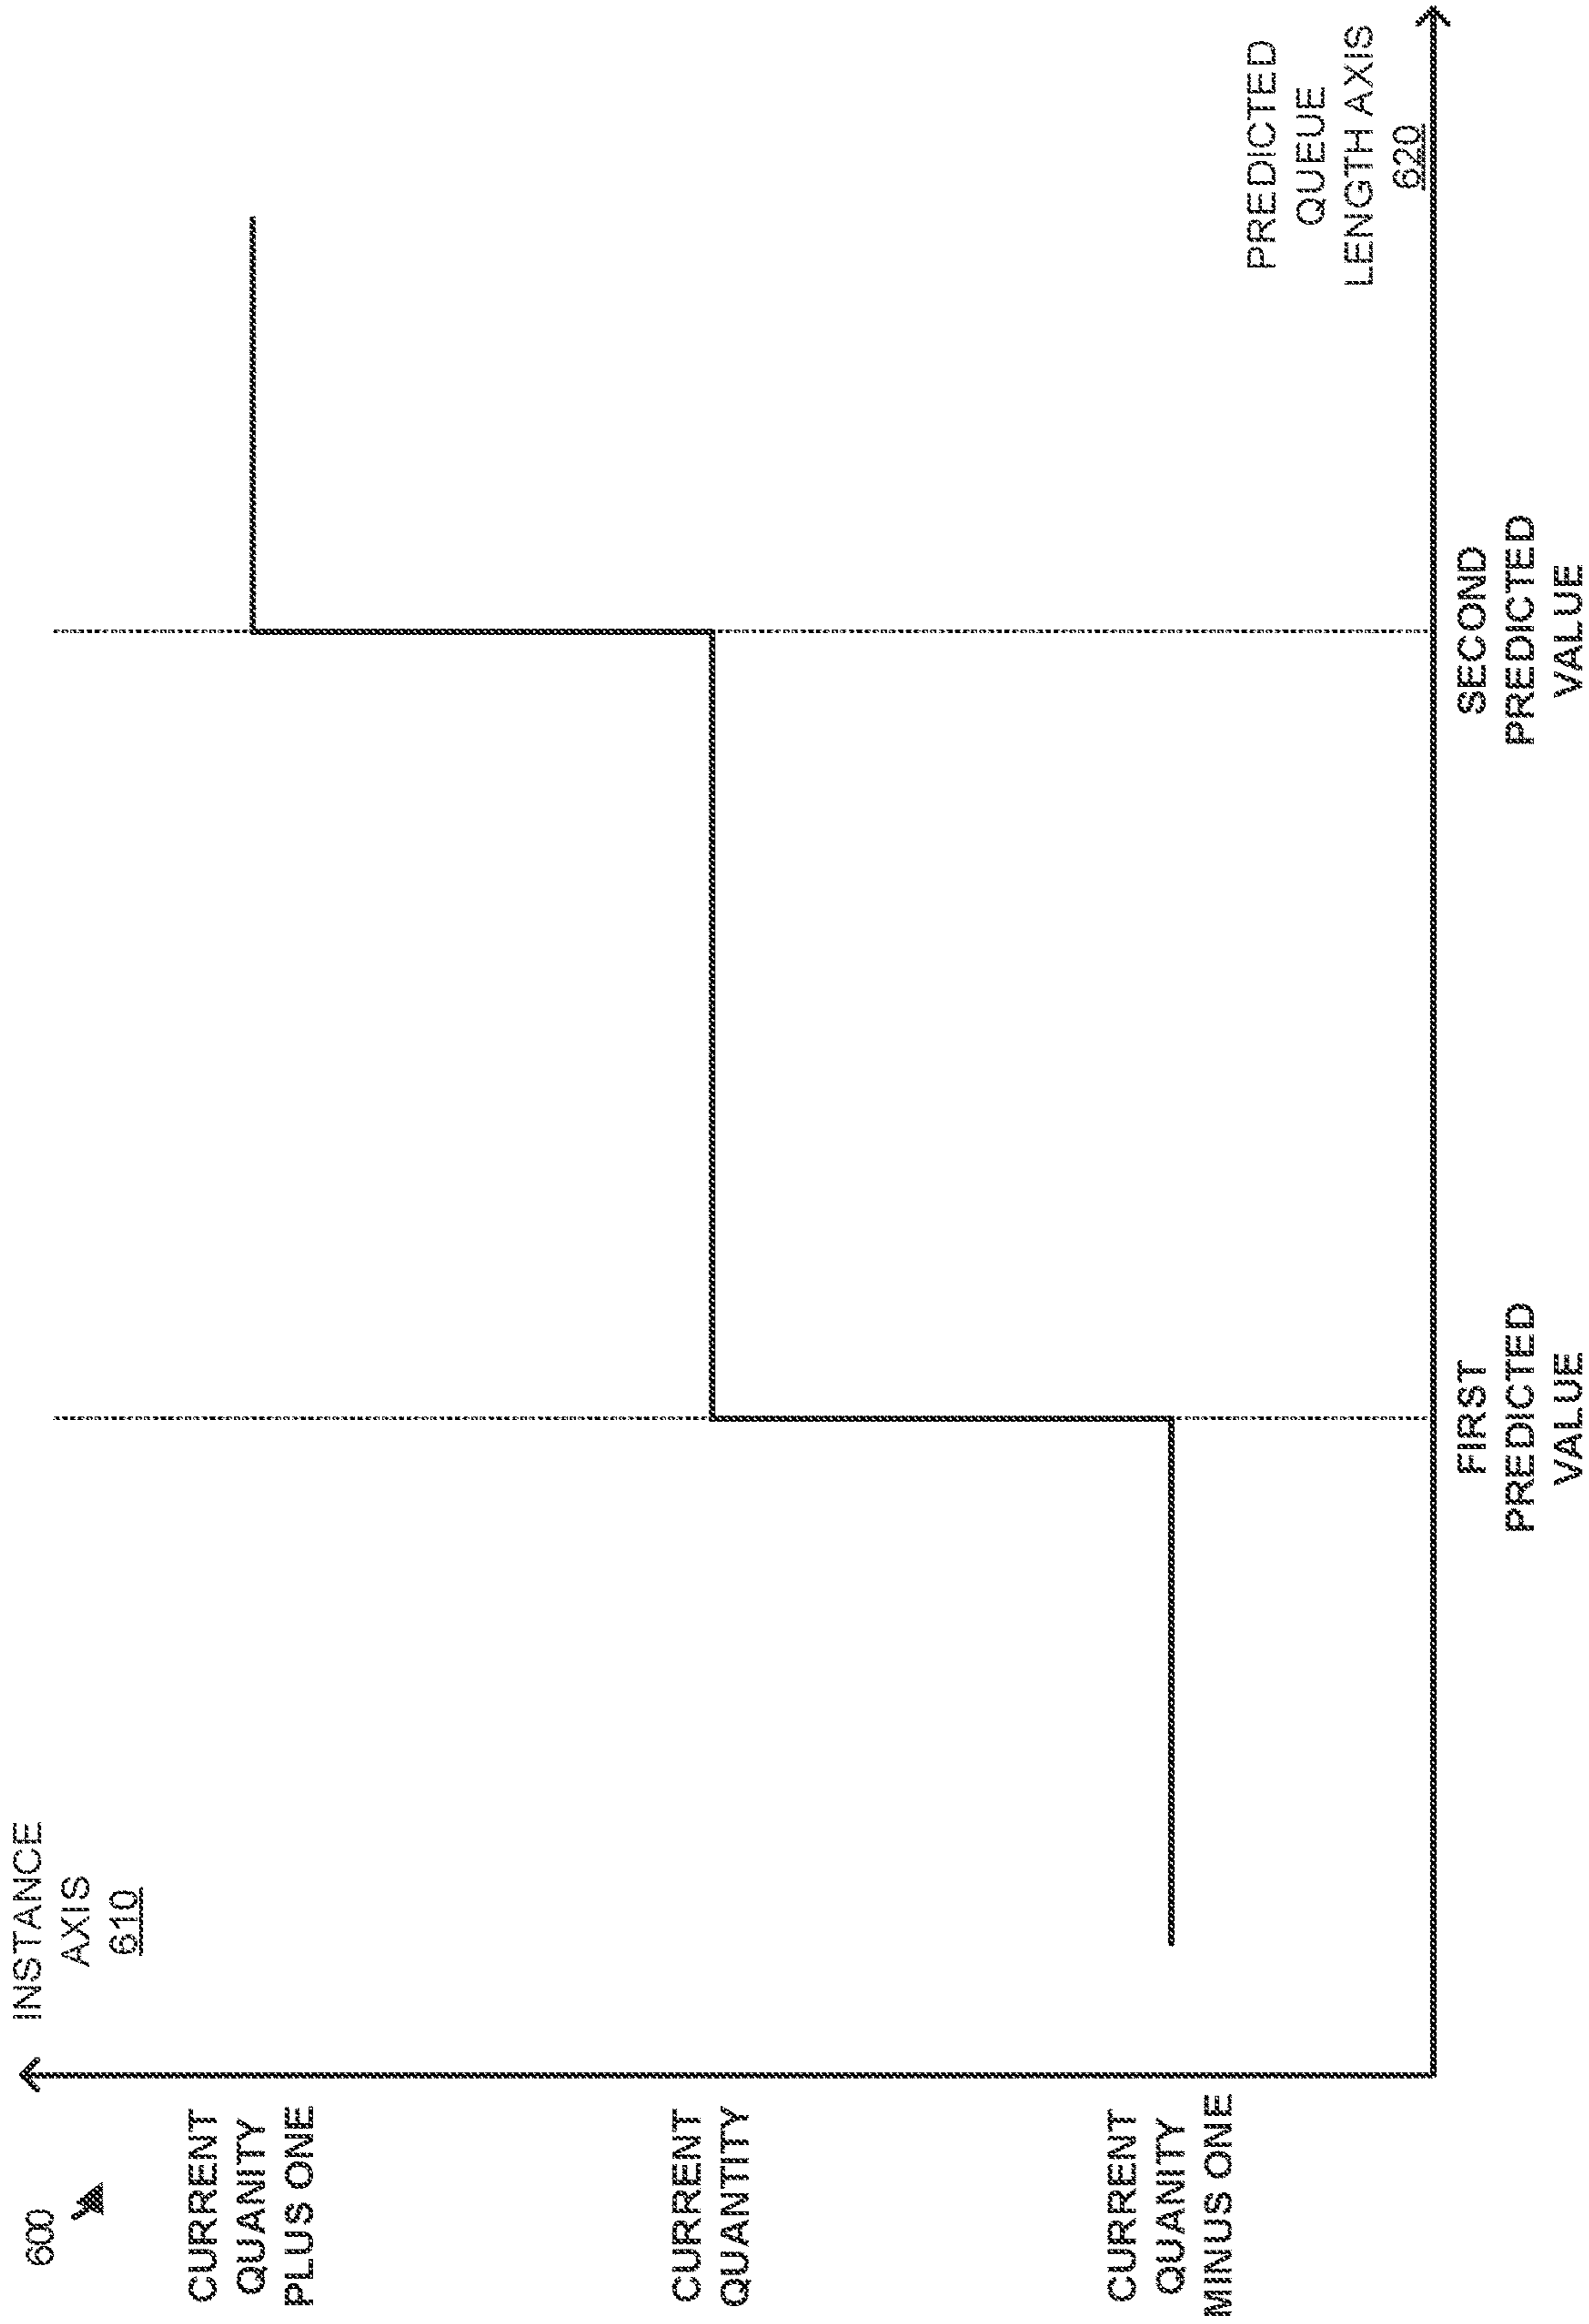 600
INSTANCE
AXIS
610
CURRENT
QUANITY
PLUS ONE
CURRENT
QUANTITY
CURRENT
QUANITY
MINUS ONE
PREDICTED
QUEUE
LENGTH AXIS
620
FIRST
PREDICTED
VALUE
SECOND
PREDICTED
VALUE